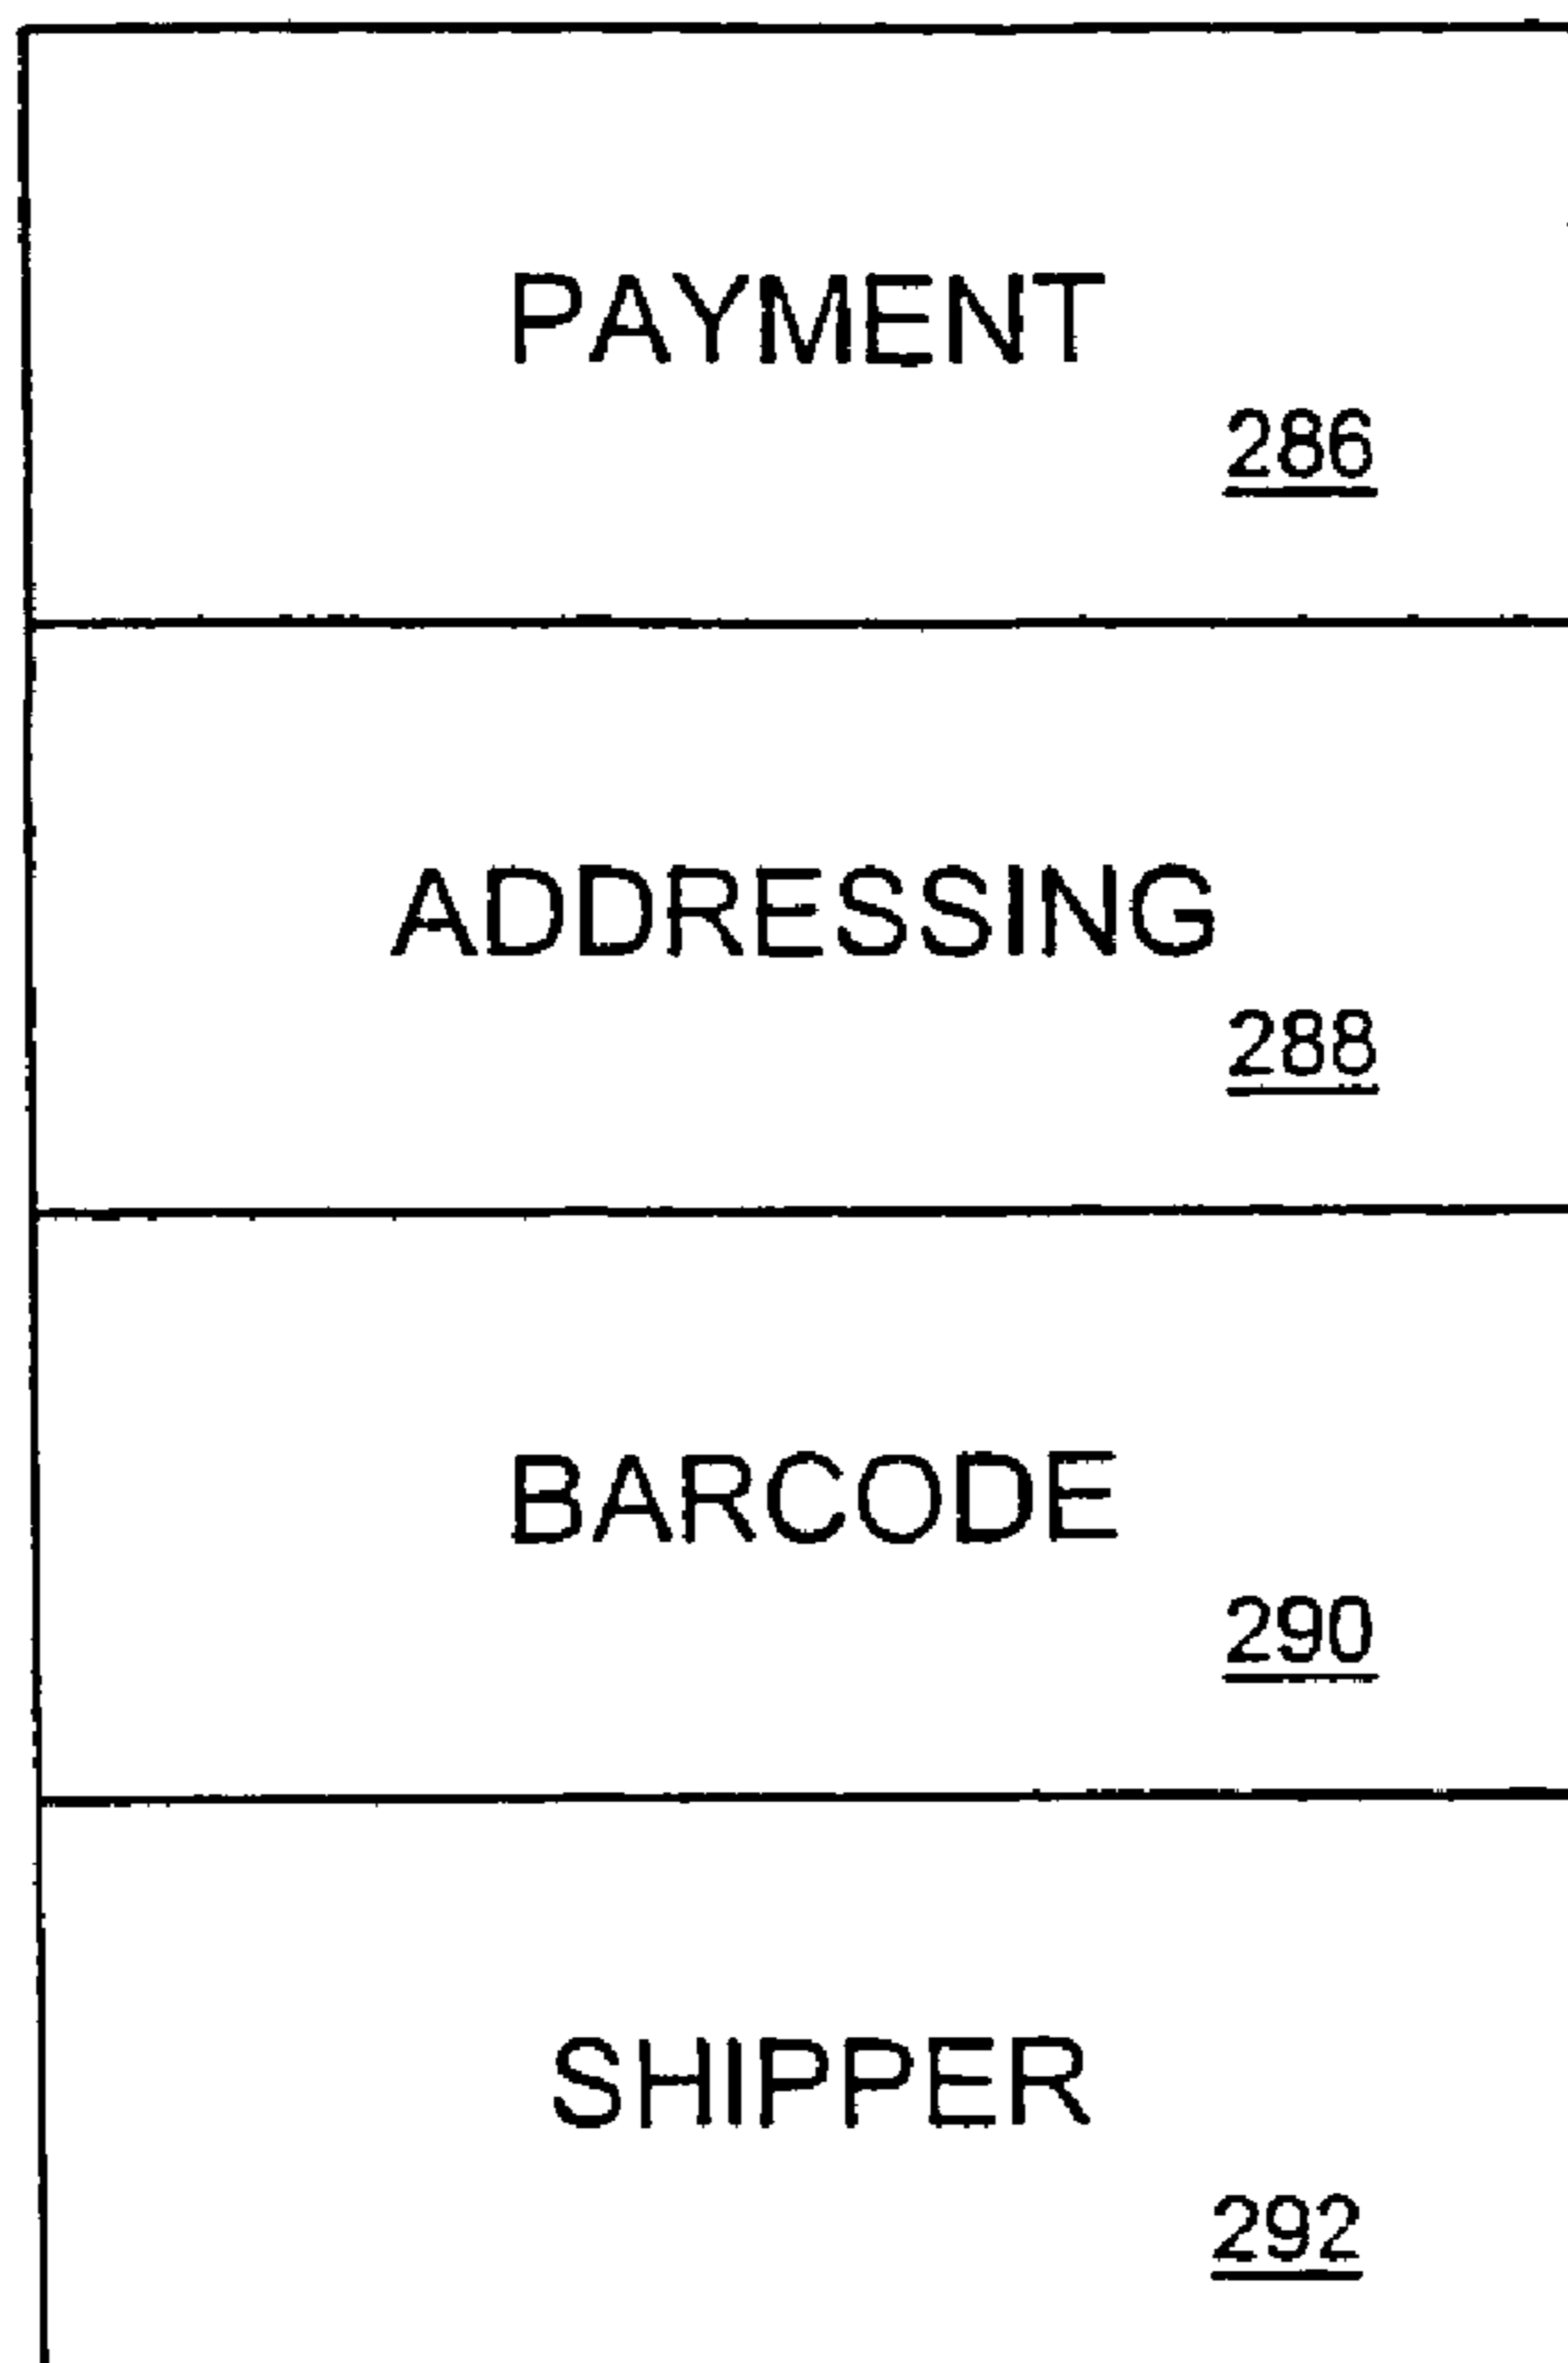 PAYMENT
286
ADDRESSING
288
BARCODE
290
SHIPPER
292